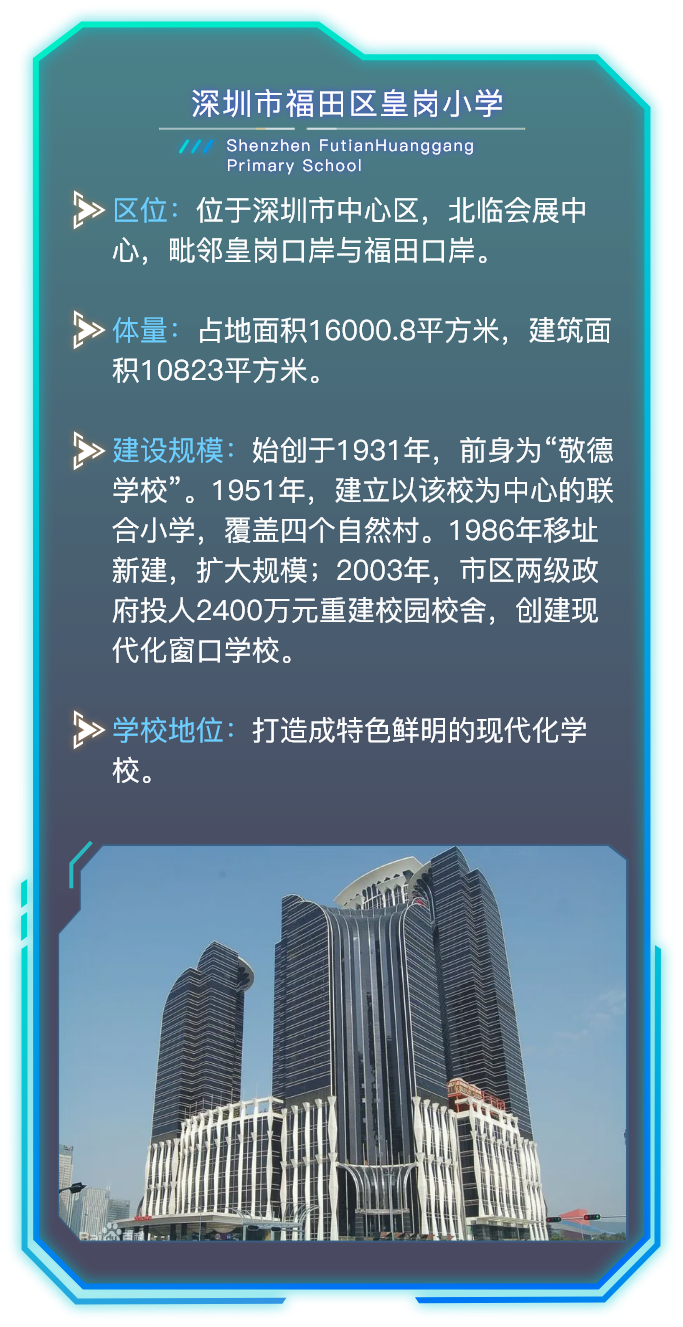 深圳市福田区皇岗小学
Shenzhen FutianHuanggang
Primary School
区位：位于深圳市中心区，北临会展中
心，毗邻皇岗口岸与福田口岸。
体量：占地面积16000.8平方米，建筑面
积10823平方米。
建设规模：始创于1931年，前身为“敬德
学校”。1951年，建立以该校为中心的联
合小学，覆盖四个自然村。1986年移址
新建，扩大规模；2003年，市区两级政
府投人2400万元重建校园校舍，创建现
代化窗口学校。
学校地位：打造成特色鲜明的现代化学
校。